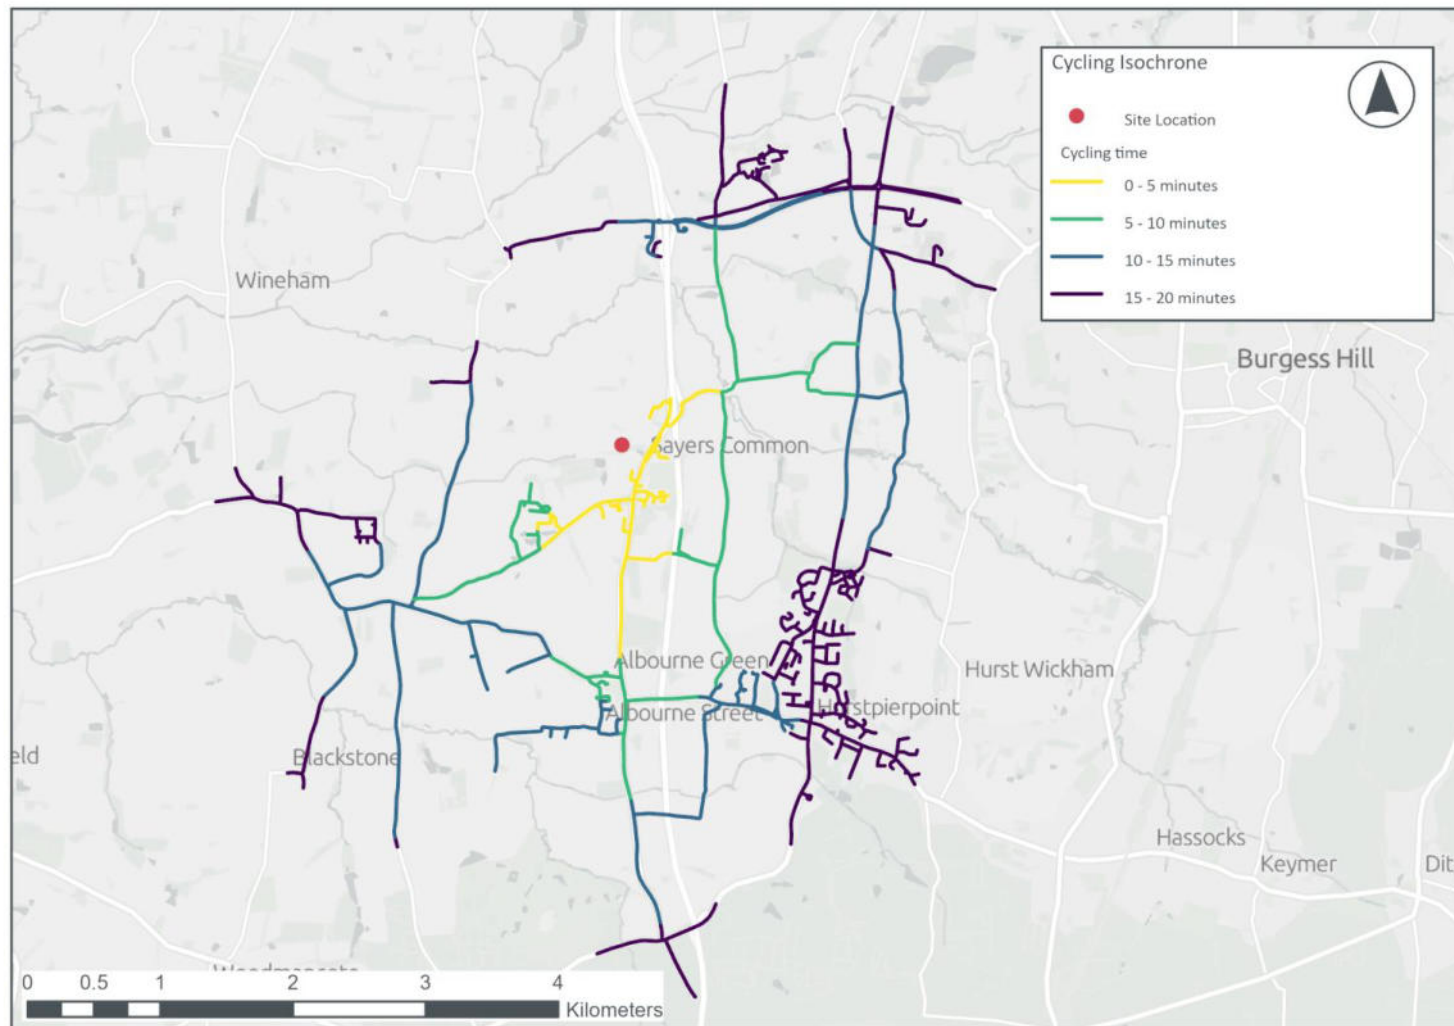 Cycling Isochrone
Site Location
Cycling time
0 - 5 minutes
5 - 10 minutes
10 - 15 minutes
15 - 20 minutes
Wineham
Burgess Hill
Sayers Common
Albourne Green
Hurst Wickham
Albourne Street
Hurstpierpoint
eld
Blackstone
Hassocks
Keymer
Dit
0 0.5 1 2 3 4
Kilometers